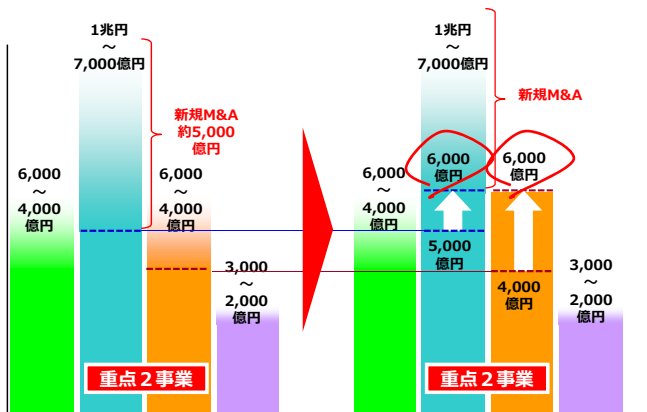 1兆円
～
7,000億円
新規M&A
約5,000
億円
6,000
～
4,000
億円
6,000
～
4,000
億円
3,000
～
2,000
億円
重点２事業
1兆円
～
7,000億円
新規M&A
6,000
～
4,000
億円
6,000
億円
6,000
億円
5,000
億円
4,000
億円
3,000
～
2,000
億円
重点２事業